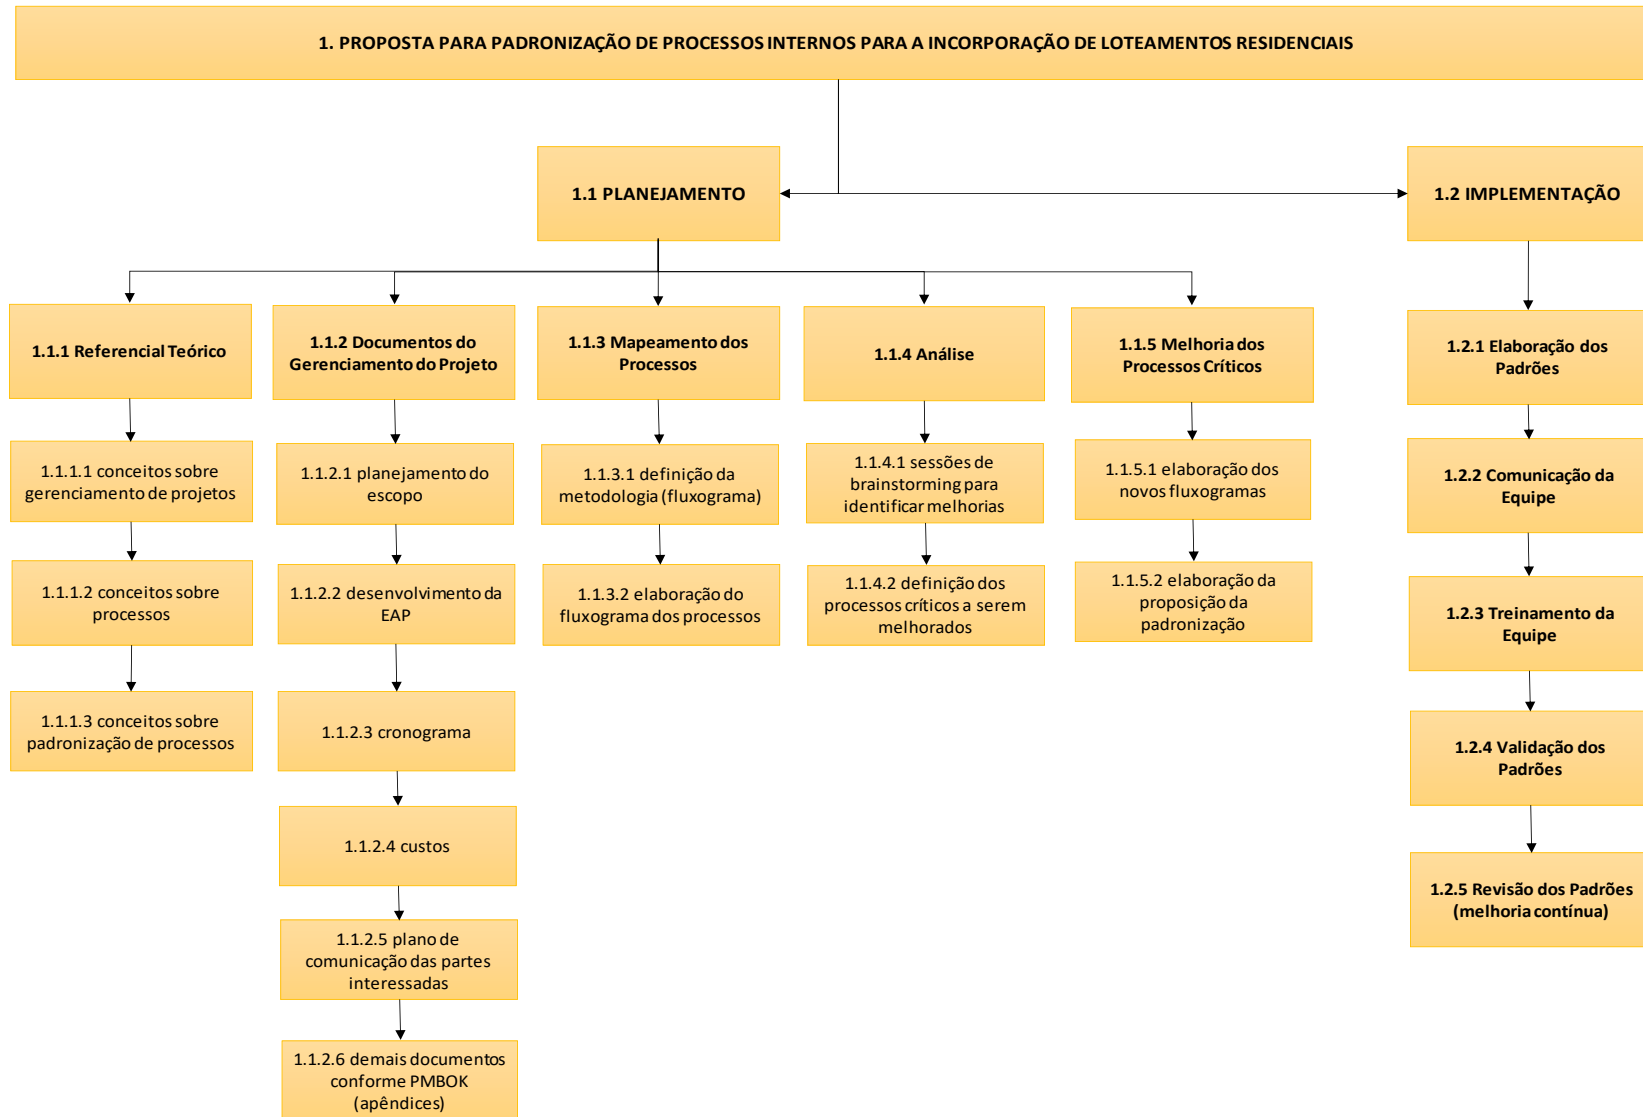 1. PROPOSTA PARA PADRONIZAÇÃO DE PROCESSOS INTERNOS PARA A INCORPORAÇÃO DE LOTEAMENTOS RESIDENCIAIS
1.1 PLANEJAMENTO
1.2 IMPLEMENTAÇÃO
1.1.1 Referencial Teórico
1.1.2 Documentos do
Gerenciamento do Projeto
1.1.3 Mapeamento dos
Processos
1.1.4 Análise
1.1.5 Melhoria dos
Processos Críticos
1.2.1 Elaboração dos
Padrões
1.1.1.1 conceitos sobre
gerenciamento de projetos
1.1.2.1 planejamento do
escopo
1.1.3.1 definição da
metodologia (fluxograma)
1.1.4.1 sessões de
brainstorming para
identificar melhorias
1.1.5.1 elaboração dos
novos fluxogramas
1.2.2 Comunicação da
Equipe
1.1.1.2 conceitos sobre
processos
1.1.2.2 desenvolvimento da
EAP
1.1.3.2 elaboração do
fluxograma dos processos
1.1.4.2 definição dos
processos críticos a serem
melhorados
1.1.5.2 elaboração da
proposição da
padronização
1.2.3 Treinamento da
Equipe
1.1.1.3 conceitos sobre
padronização de processos
1.1.2.3 cronograma
1.2.4 Validação dos
Padrões
1.1.2.4 custos
1.2.5 Revisão dos Padrões
(melhoria contínua)
1.1.2.5 plano de
comunicação das partes
interessadas
1.1.2.6 demais documentos
conforme PMBOK
(apêndices)